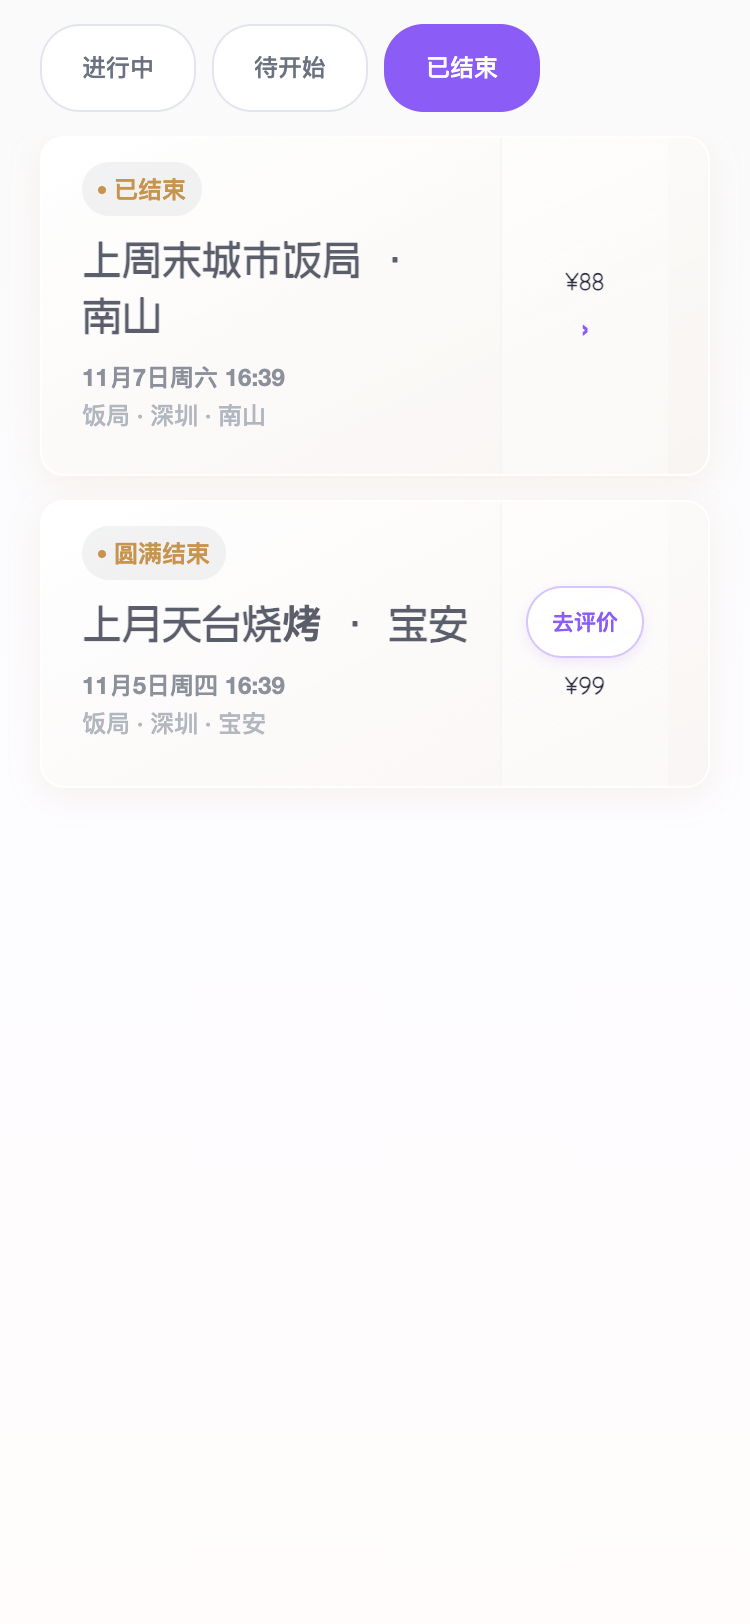 进行中 待开始 已结束
已结束
上周末城市饭局 ·
南山
¥88
›
11月7日周六 16:39
饭局 · 深圳 · 南山
圆满结束
上月天台烧烤 · 宝安
去评价
¥99
11月5日周四 16:39
饭局 · 深圳 · 宝安